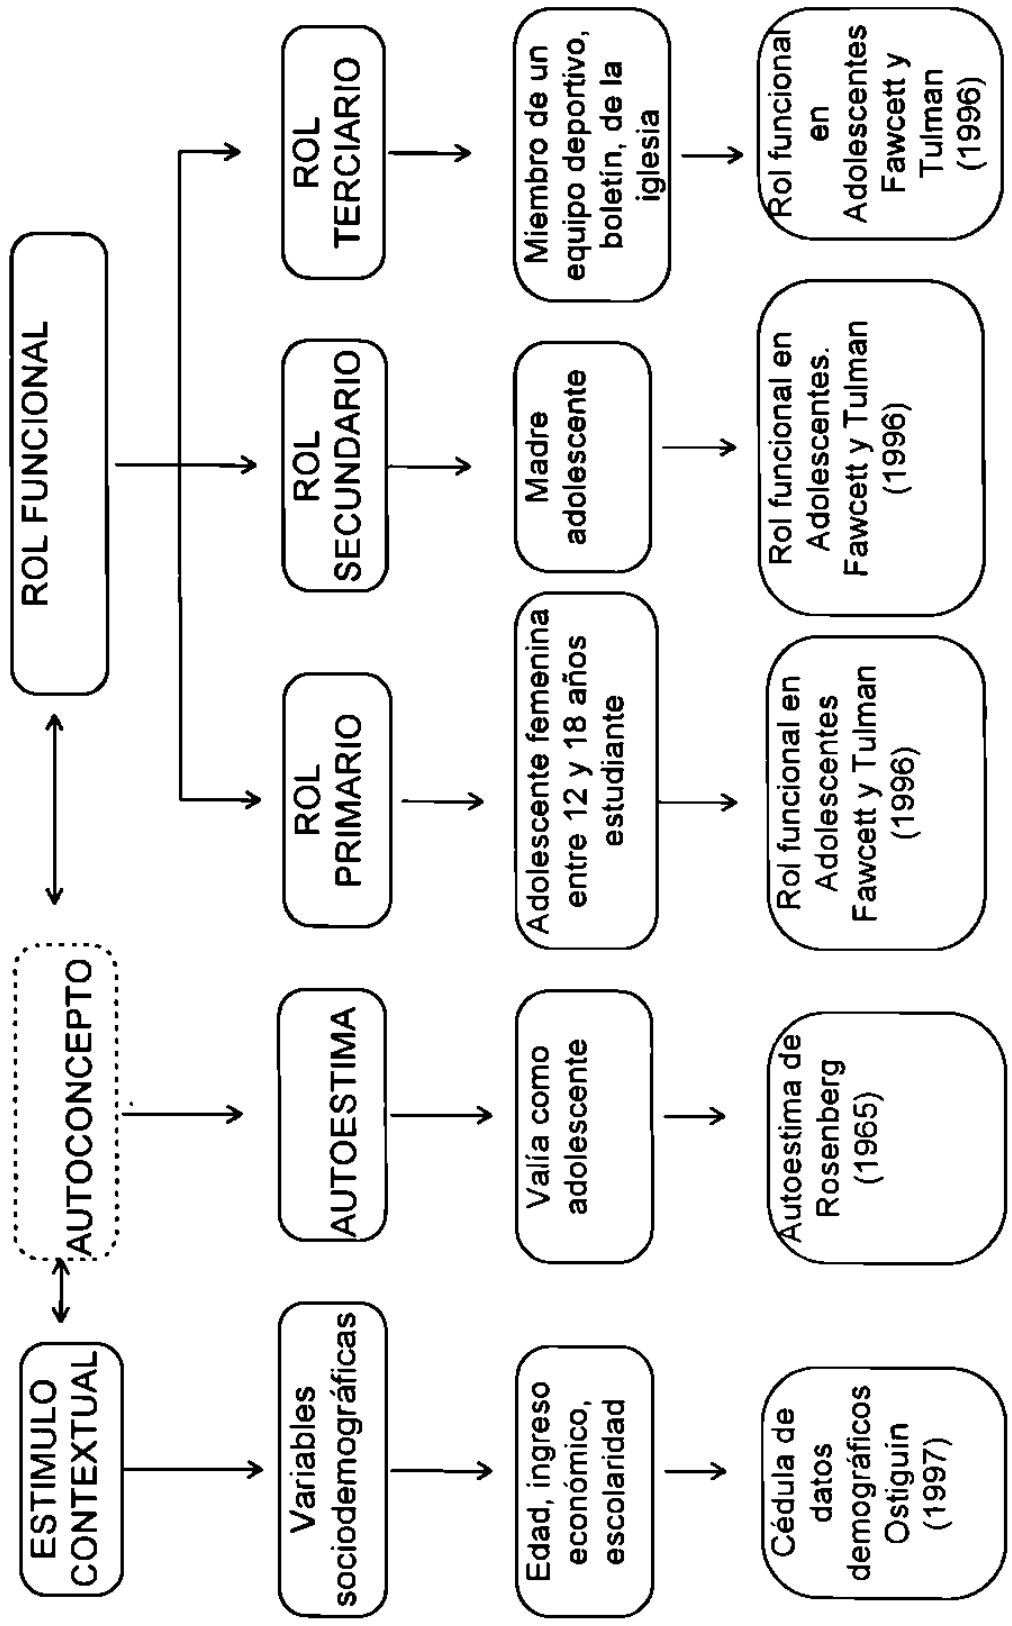 ESTIMULO
CONTEXTUAL
AUTOCONCEPTO
ROL FUNCIONAL
Variables
sociodemográficas
AUTOESTIMA
ROL
PRIMARIO
ROL
SECUNDARIO
ROL
TERCIARIO
Edad, ingreso
económico,
escolaridad
Valía como
adolescente
Adolescente femenina
entre 12 y 18 años
estudiante
Madre
adolescente
Miembro de un
equipo deportivo,
boletín, de la
iglesia
Cédula de
datos
demográficos
Ostiguín
(1997)
Autoestima de
Rosenberg
(1965)
Rol funcional en
Adolescentes
Fawcett y Tulman
(1996)
Rol funcional en
Adolescentes.
Fawcett y Tulman
(1996)
Rol funcional
en
Adolescentes
Fawcett y
Tulman
(1996)